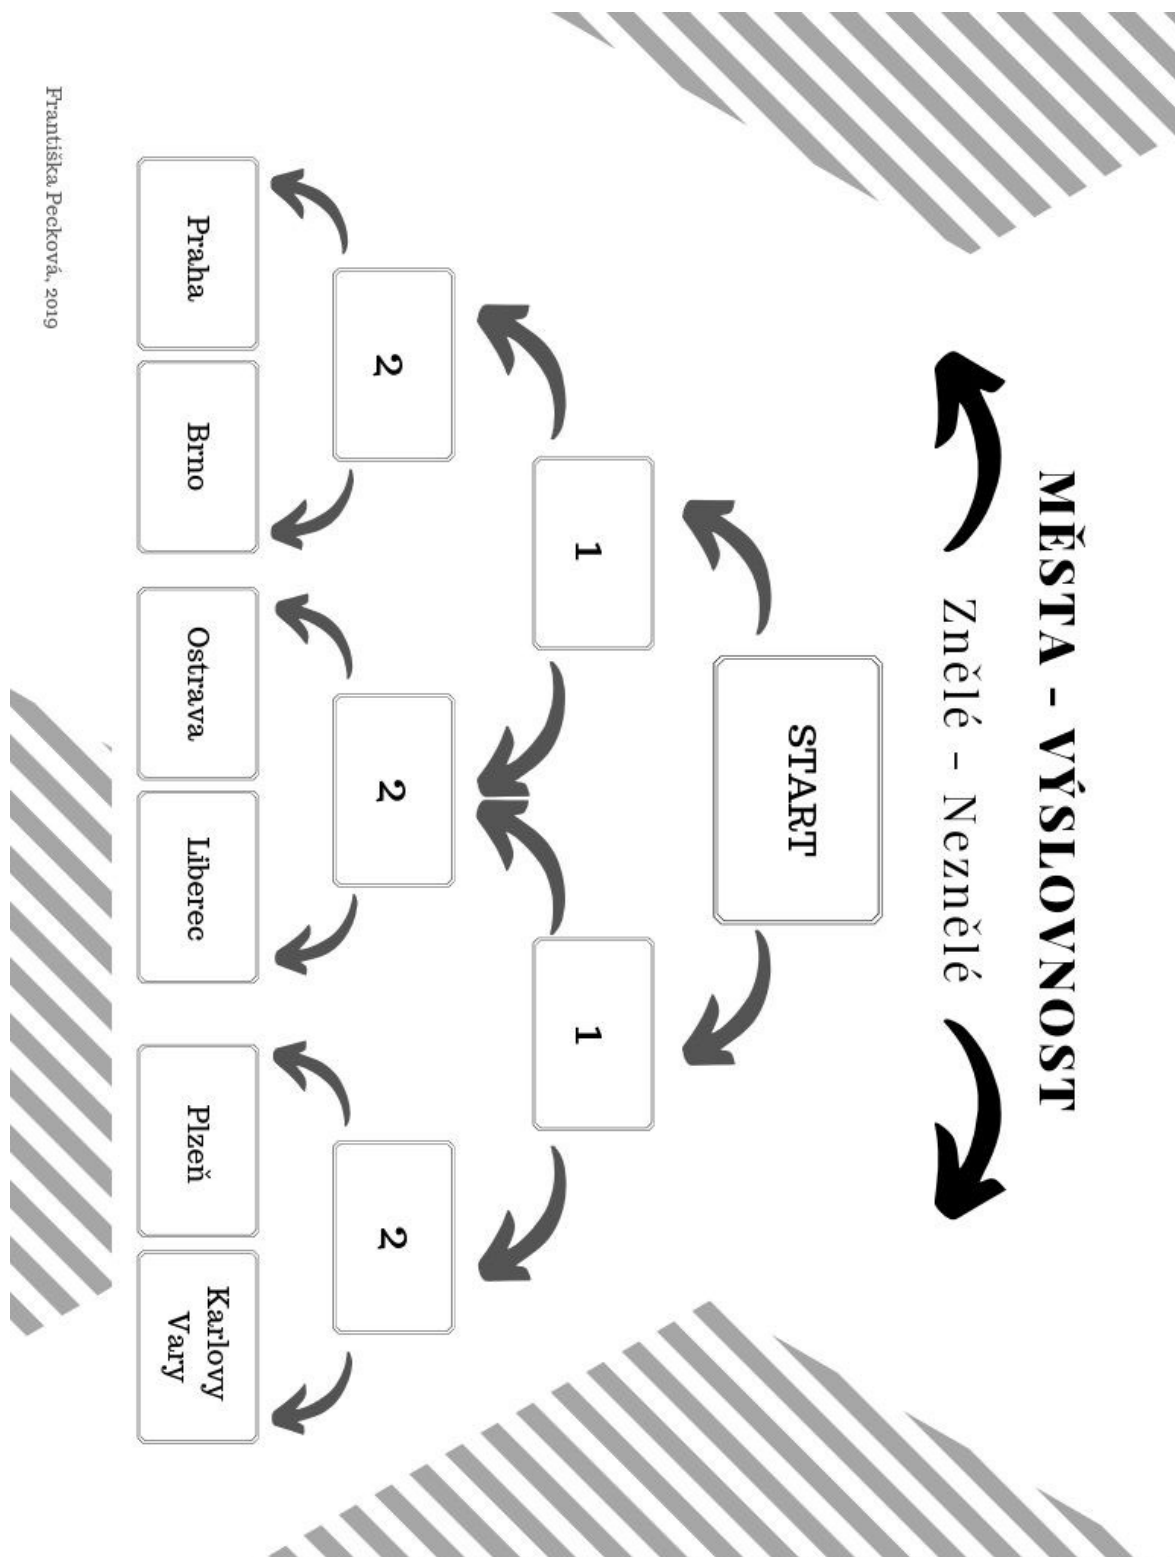 MĚSTA - VÝSLOVNOST
Znělé - Neznělé
START
1
1
2
2
2
Praha
Brno
Ostrava
Liberec
Plzeň
Karlovy
Vary
Františka Pecková, 2019